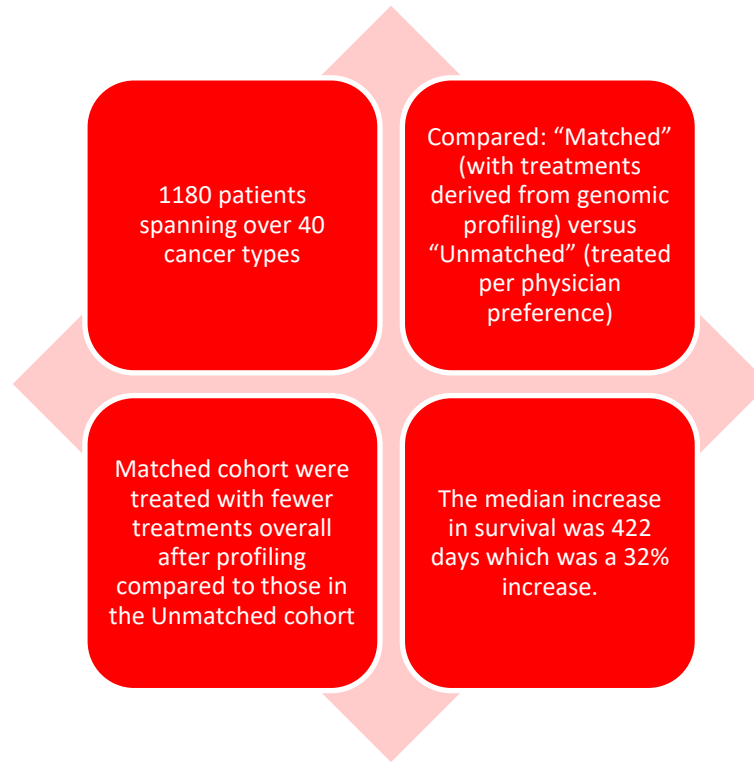 1180 patients
spanning over 40
cancer types
Compared: “Matched”
(with treatments
derived from genomic
profiling) versus
“Unmatched” (treated
per physician
preference)
Matched cohort were
treated with fewer
treatments overall
after profiling
compared to those in
the Unmatched cohort
The median increase
in survival was 422
days which was a 32%
increase.